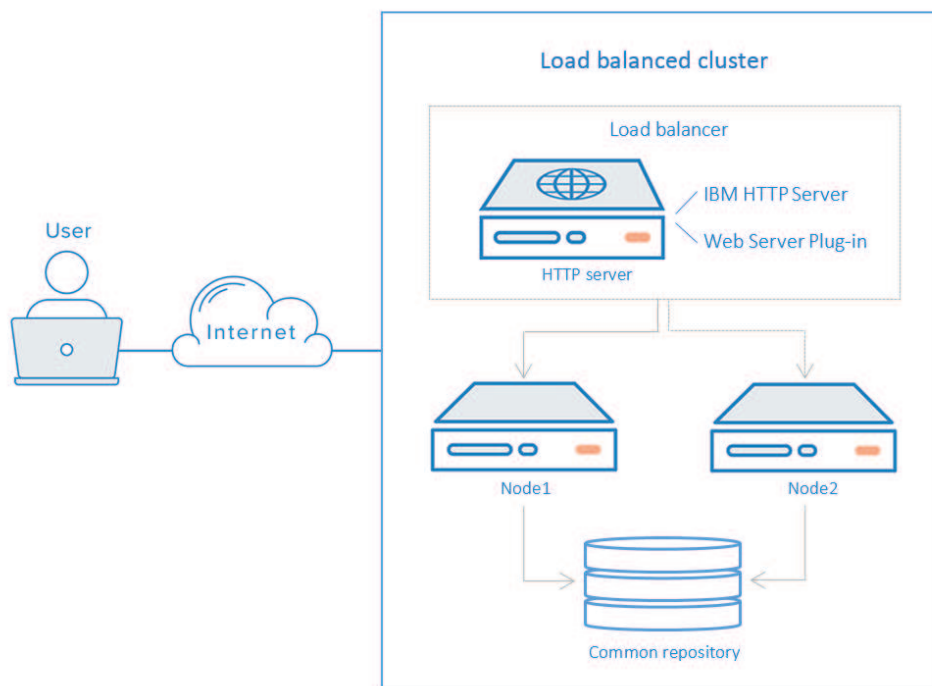 Load balanced cluster
Load balancer
IBM HTTP Server
Web Server Plug-in
HTTP server
User
Internet
Node1
Node2
Common repository